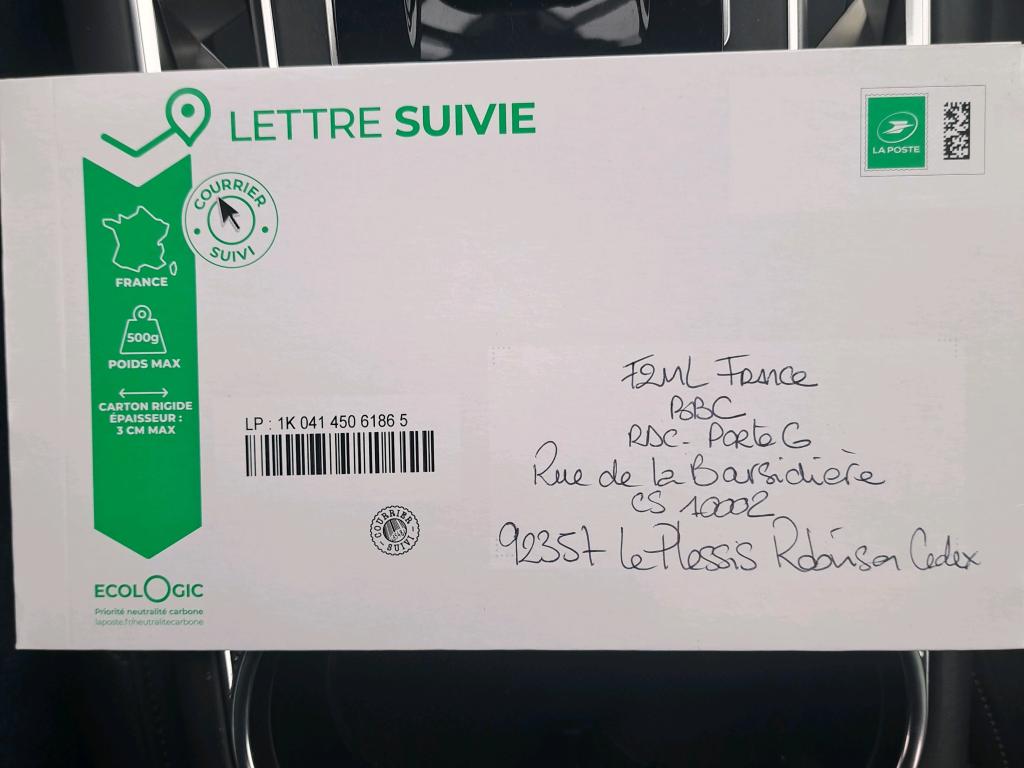 LETTRE SUIVIE
LA POSTE
COURRIER
SUIVI
FRANCE
500g
POIDS MAX
CARTON RIGIDE
ÉPAISSEUR :
3 CM MAX
LP : 1K 041 450 6186 5
COURRIER
SUIVI
F2ML France
BBC
RDC - Porte G
Rue de la Barsidière
CS 10002
92357 Le Plessis Robinson Cedex
ECOLOGIC
Priorité neutralité carbone
laposte.fr/neutralitecarbone